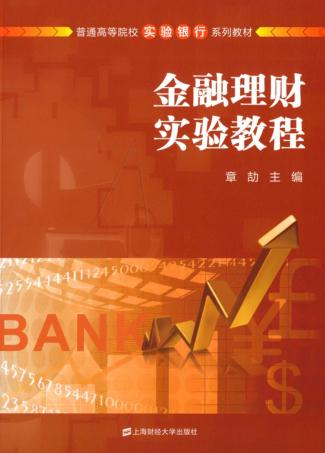 普通高等院校实验银行系列教材
金融理财
实验教程
章劼主编
BANK
上海财经大学出版社